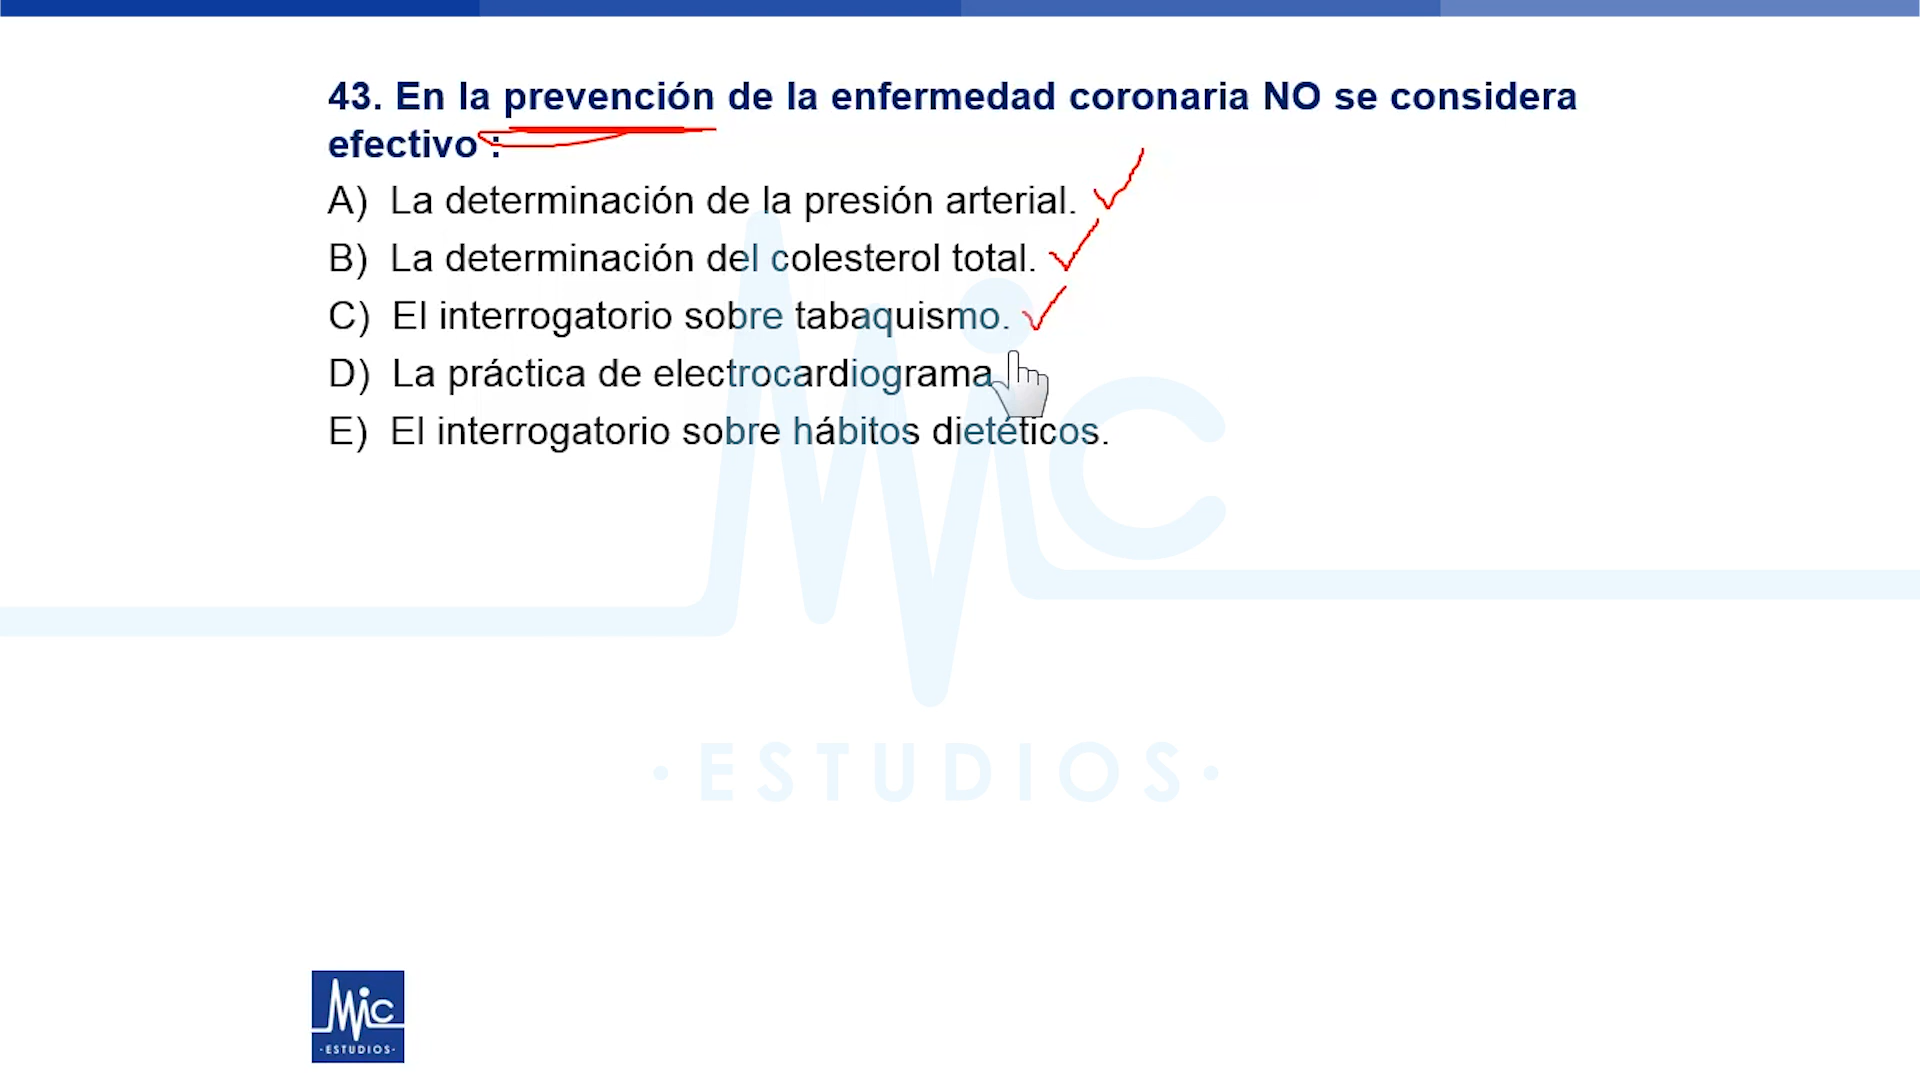 43. En la prevención de la enfermedad coronaria NO se considera
efectivo :
A) La determinación de la presión arterial.
B) La determinación del colesterol total.
C) El interrogatorio sobre tabaquismo.
D) La práctica de electrocardiograma
E) El interrogatorio sobre hábitos dietéticos.
Mic
· ESTUDIOS ·
Mic
· ESTUDIOS ·